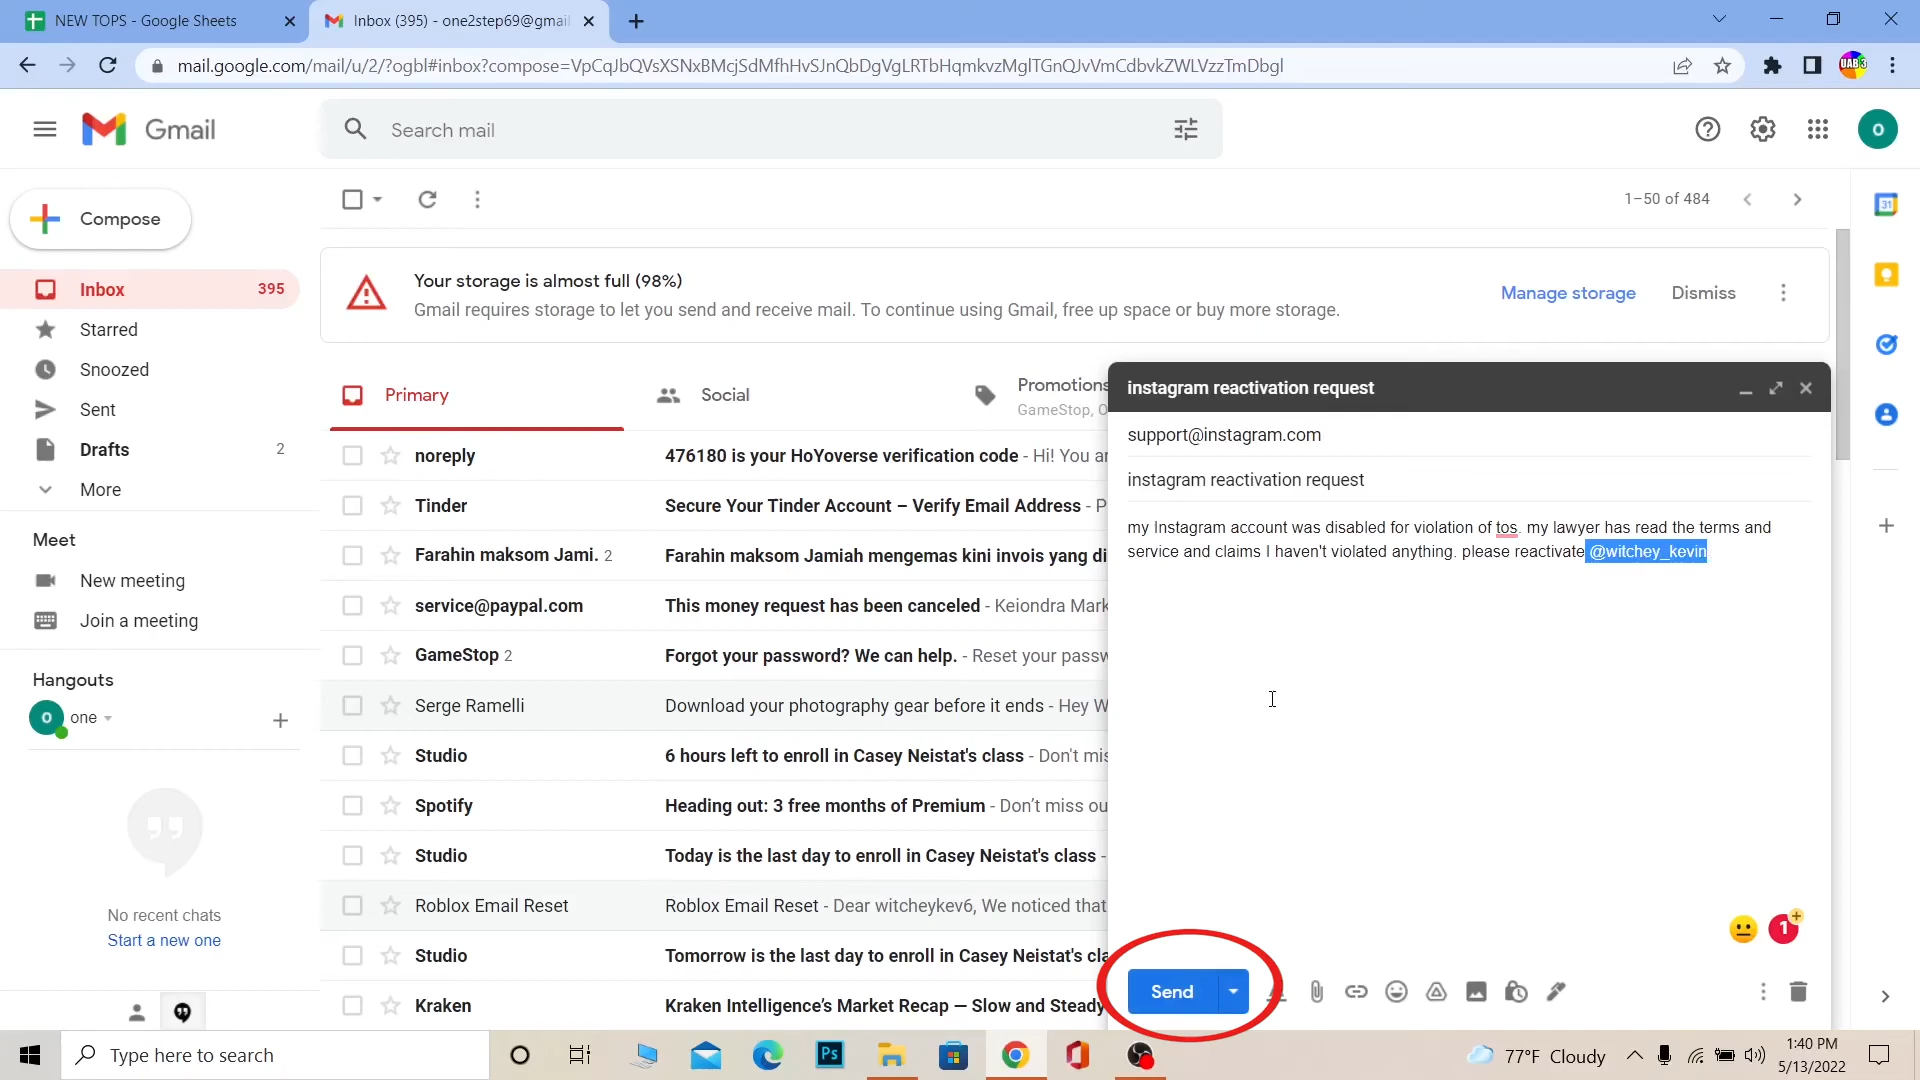 NEW TOPS - Google Sheets
Inbox (395) - one2step69@gmail
mail.google.com/mail/u/2/?ogbl#inbox?compose=VpCqJbQVsXSNxBMcjSdMfhHvSJnQbDgVgLRTbHqmkvzMglTGnQJvVmCdbvkZWLVzzTmDbgl
UAB 3
Gmail
Search mail
O
Compose
1–50 of 484
31
Your storage is almost full (98%)
Gmail requires storage to let you send and receive mail. To continue using Gmail, free up space or buy more storage.
Manage storage
Dismiss
Inbox 395
Starred
Snoozed
Sent
Drafts 2
More
Meet
New meeting
Join a meeting
Hangouts
O one
No recent chats
Start a new one
Primary
Social
Promotions
GameStop, O
noreply 476180 is your HoYoverse verification code - Hi! You ar
Tinder Secure Your Tinder Account – Verify Email Address - P
Farahin maksom Jami. 2 Farahin maksom Jamiah mengemas kini invois yang di
service@paypal.com This money request has been canceled - Keiondra Mark
GameStop 2 Forgot your password? We can help. - Reset your passw
Serge Ramelli Download your photography gear before it ends - Hey W
Studio 6 hours left to enroll in Casey Neistat's class - Don't mis
Spotify Heading out: 3 free months of Premium - Don’t miss ou
Studio Today is the last day to enroll in Casey Neistat's class -
Roblox Email Reset Roblox Email Reset - Dear witcheykev6, We noticed that
Studio Tomorrow is the last day to enroll in Casey Neistat's cla
Kraken Kraken Intelligence’s Market Recap — Slow and Steady
instagram reactivation request
support@instagram.com
instagram reactivation request
my Instagram account was disabled for violation of tos. my lawyer has read the terms and
service and claims I haven't violated anything. please reactivate @witchey_kevin
1
Send
Type here to search
Ps
77°F Cloudy
1:40 PM
5/13/2022